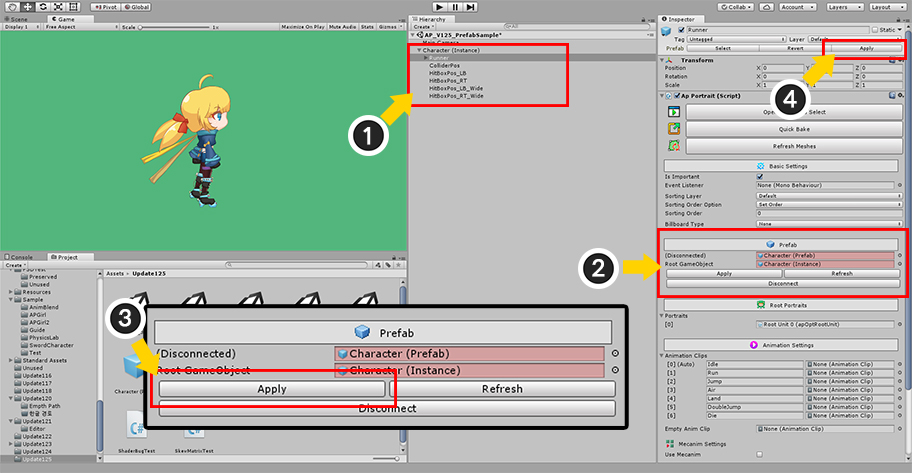 Pivot
Global
Collab
Account
Layers
Layout
Scene
Game
Display 1
Free Aspect
Scale
1x
Maximize On Play
Mute Audio
Stats
Gizmos
Hierarchy
Create
All
AP_V125_PrefabSample*
Main Camera
Character (Instance)
Runner
ColliderPos
HitBoxPos_LB
HitBoxPos_RT
HitBoxPos_LB_Wide
HitBoxPos_RT_Wide
1
Inspector
Runner
Static
Tag
Untagged
Layer
Default
Prefab
Select
Revert
Apply
4
Transform
Position
X 0
Y
Z 0
Rotation
X 0
Y
Z 0
Scale
X 1
Y 1
Z 1
Ap Portrait (Script)
Select
Quick Bake
Refresh Meshes
Basic Settings
Is Important
Event Listener
None (Mono Behaviour)
Sorting Layer
Default
Sorting Order Option
Set Order
Sorting Order
0
Billboard Type
None
2
Prefab
(Disconnected)
Character (Prefab)
Root GameObject
Character (Instance)
Apply
Refresh
Disconnect
Root Portraits
Portraits
[0]
Root Unit 0 (apOptRootUnit)
Animation Settings
Animation Clips
[0] (Auto)
Idle
None (Animation Clip)
[1]
Run
None (Animation Clip)
[2]
Jump
None (Animation Clip)
[3]
Air
None (Animation Clip)
[4]
Land
None (Animation Clip)
[5]
DoubleJump
None (Animation Clip)
[6]
Die
None (Animation Clip)
Empty Anim Clip
None (Animation Clip)
Mecanim Settings
Use Mecanim
Console
Project
Create
PSDTest
Preserved
Unused
Resources
Sample
AnimBlend
APGirl
APGirl2
Guide
PhysicsLab
SwordCharacter
Test
Standard Assets
Unused
Update116
Update117
Update118
Update120
Empty Path
한글 경로
Update121
Editor
Update122
Update123
Update124
Update125
Assets
Update125
Character
ShaderBugTest
SkevMatrixTest
3
Prefab
(Disconnected)
Character (Prefab)
Root GameObject
Character (Instance)
Apply
Refresh
Disconnect